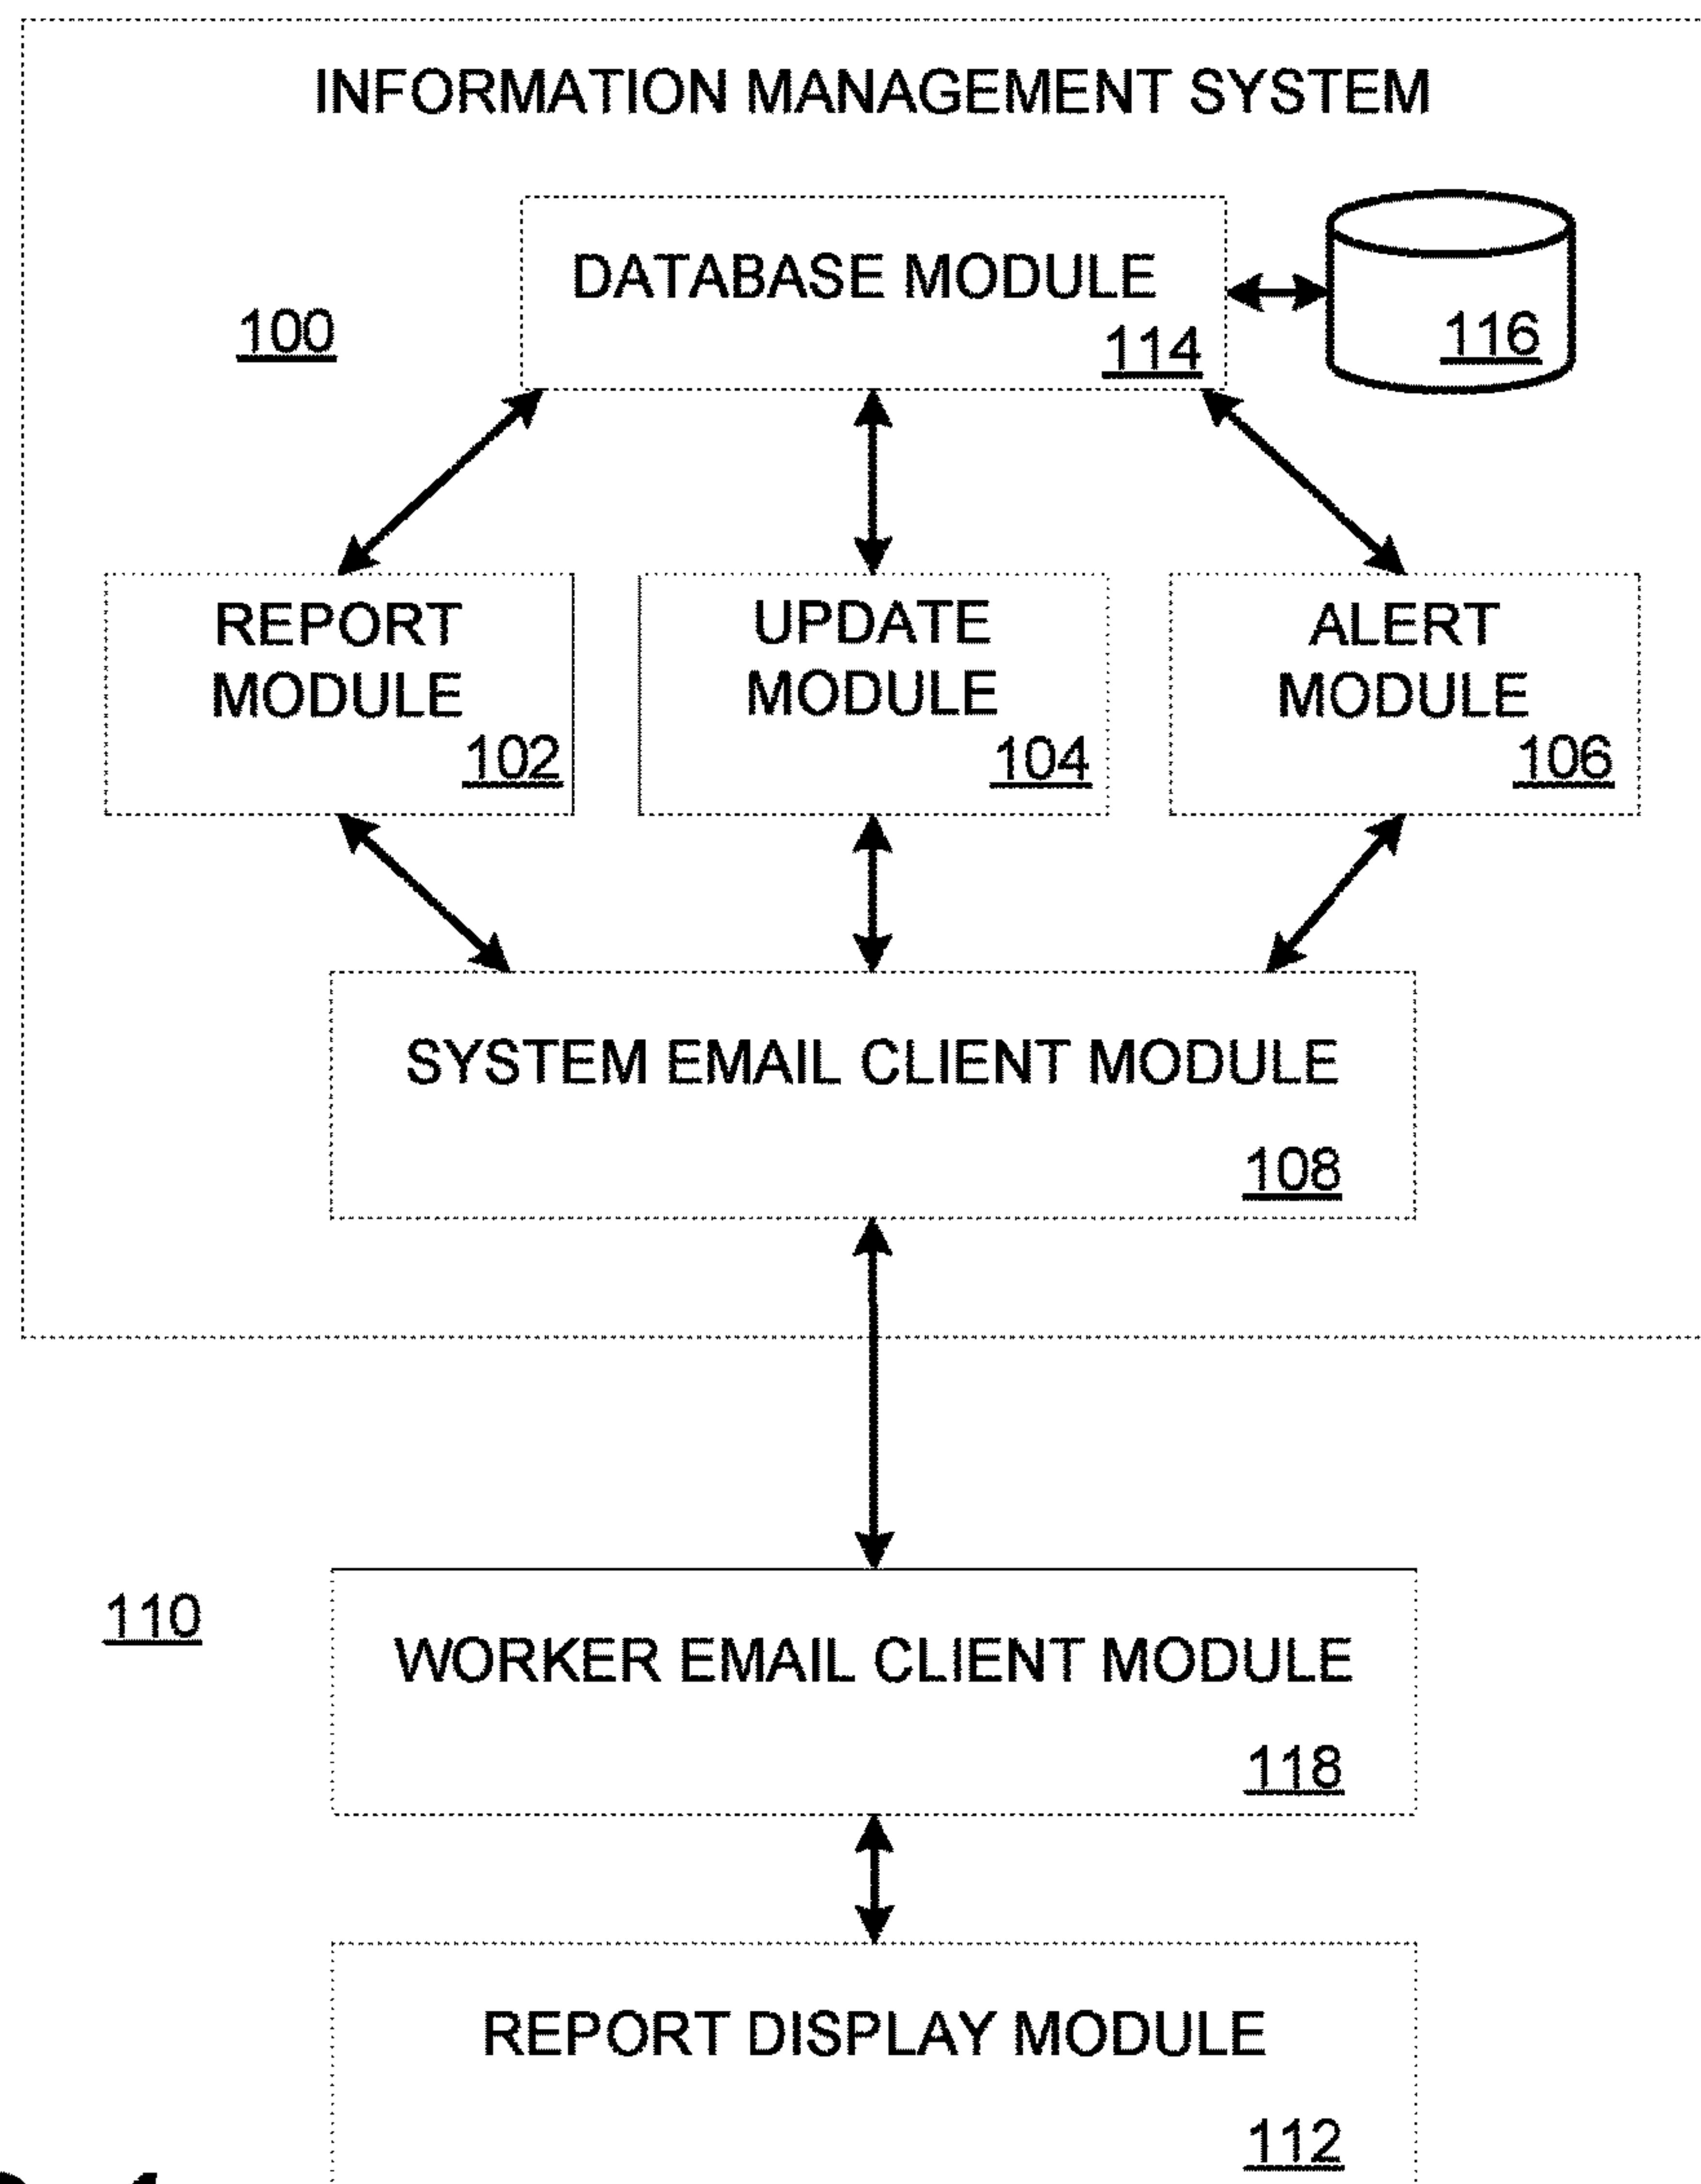 INFORMATION MANAGEMENT SYSTEM
DATABASE MODULE
114
116
100
REPORT
MODULE
102
UPDATE
MODULE
104
ALERT
MODULE
106
SYSTEM EMAIL CLIENT MODULE
108
110
WORKER EMAIL CLIENT MODULE
118
REPORT DISPLAY MODULE
112